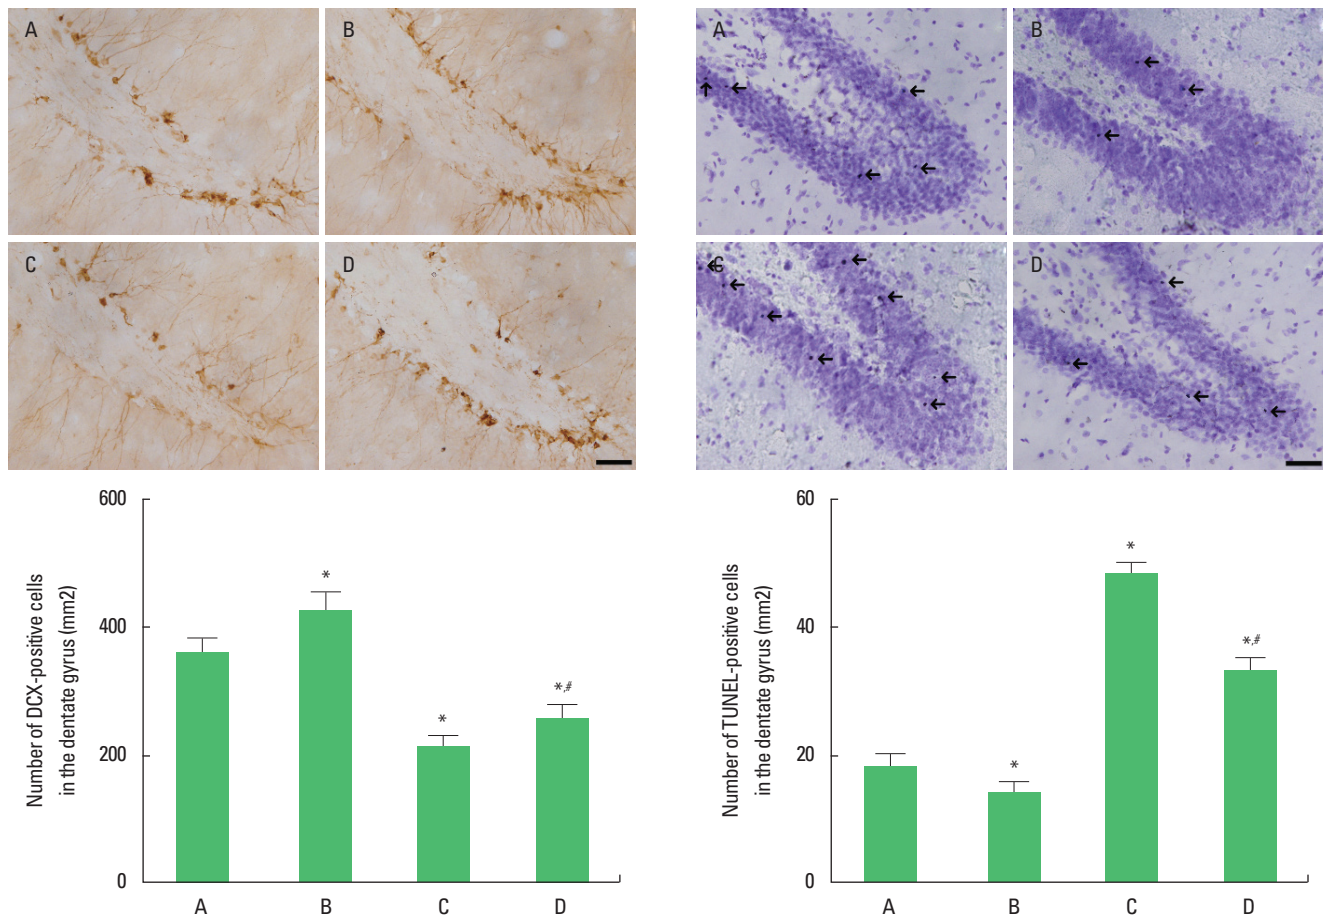 A
B
C
D
600
400
200
0
Number of DCX-positive cells
in the dentate gyrus (mm2)
*
*
*,#
A
B
C
D
A
B
C
D
60
40
20
0
Number of TUNEL-positive cells
in the dentate gyrus (mm2)
*
*
*,#
A
B
C
D